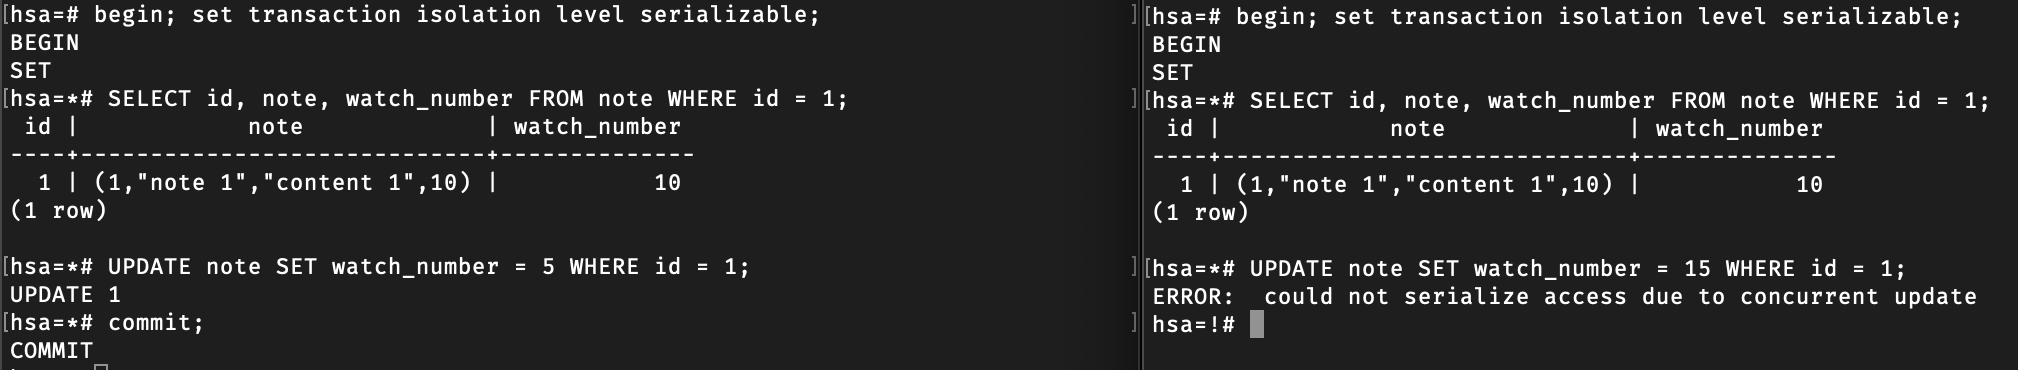 [hsa=# begin; set transaction isolation level serializable;
BEGIN
SET
[hsa=*# SELECT id, note, watch_number FROM note WHERE id = 1;
 id |            note             | watch_number
----+-----------------------------+--------------
  1 | (1,"note 1","content 1",10) |           10
(1 row)

[hsa=*# UPDATE note SET watch_number = 5 WHERE id = 1;
UPDATE 1
[hsa=*# commit;
COMMIT
][hsa=# begin; set transaction isolation level serializable;
BEGIN
SET
][hsa=*# SELECT id, note, watch_number FROM note WHERE id = 1;
 id |            note             | watch_number
----+-----------------------------+--------------
  1 | (1,"note 1","content 1",10) |           10
(1 row)

][hsa=*# UPDATE note SET watch_number = 15 WHERE id = 1;
ERROR:  could not serialize access due to concurrent update
] hsa=!#